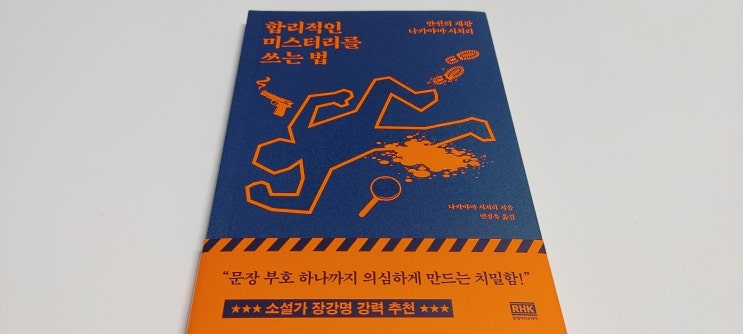 합리적인
미스터리를
쓰는 법
반전의 제왕
나카야마 시치리
나카야마 시치리 지음
민경욱 옮김
“문장 부호 하나까지 의심하게 만드는 치밀함!”
★★★ 소설가 장강명 강력 추천 ★★★
RHK